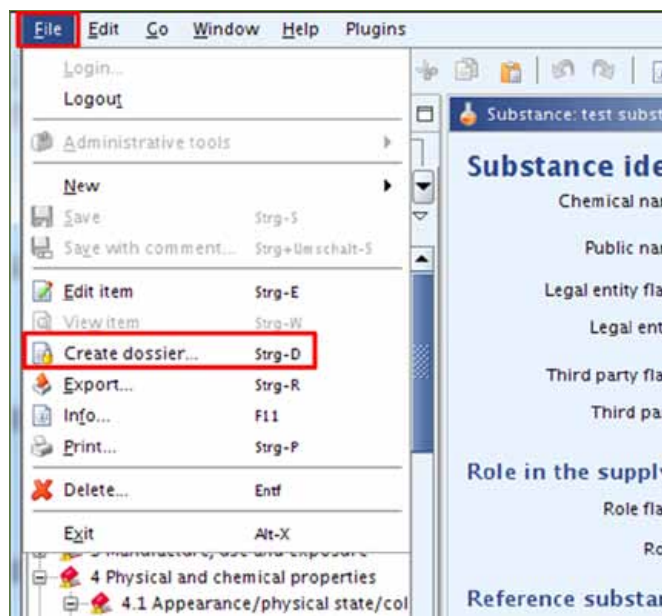 File Edit Go Window Help Plugins
Login...
Logout
Administrative tools
New
Save Strg-S
Save with comment... Strg+Umschalt-S
Edit item Strg-E
View item Strg-W
Create dossier... Strg-D
Export... Strg-R
Info... F11
Print... Strg-P
Delete... Entf
Exit Alt-X
4 Physical and chemical properties
4.1 Appearance/physical state/col
Substance: test subst
Substance ide
Chemical nar
Public nar
Legal entity fla
Legal ent
Third party fla
Third pa
Role in the supply
Role fla
Ro
Reference substan